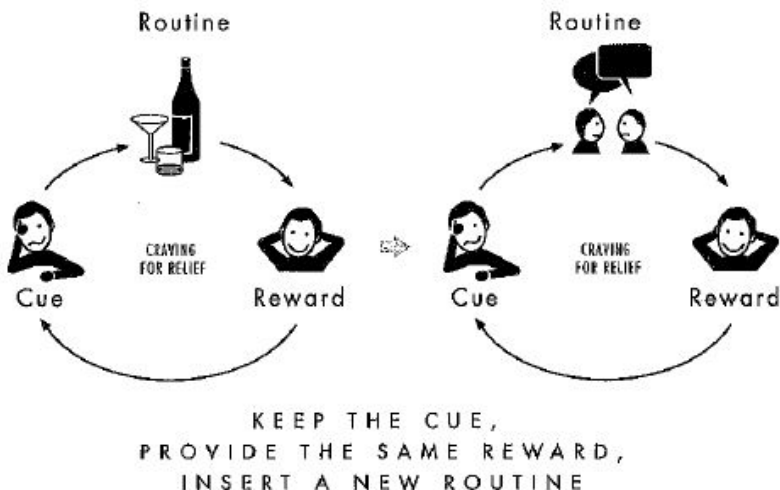 Routine
CRAVING
FOR RELIEF
Cue
Reward
Routine
CRAVING
FOR RELIEF
Cue
Reward
KEEP THE CUE,
PROVIDE THE SAME REWARD,
INSERT A NEW ROUTINE